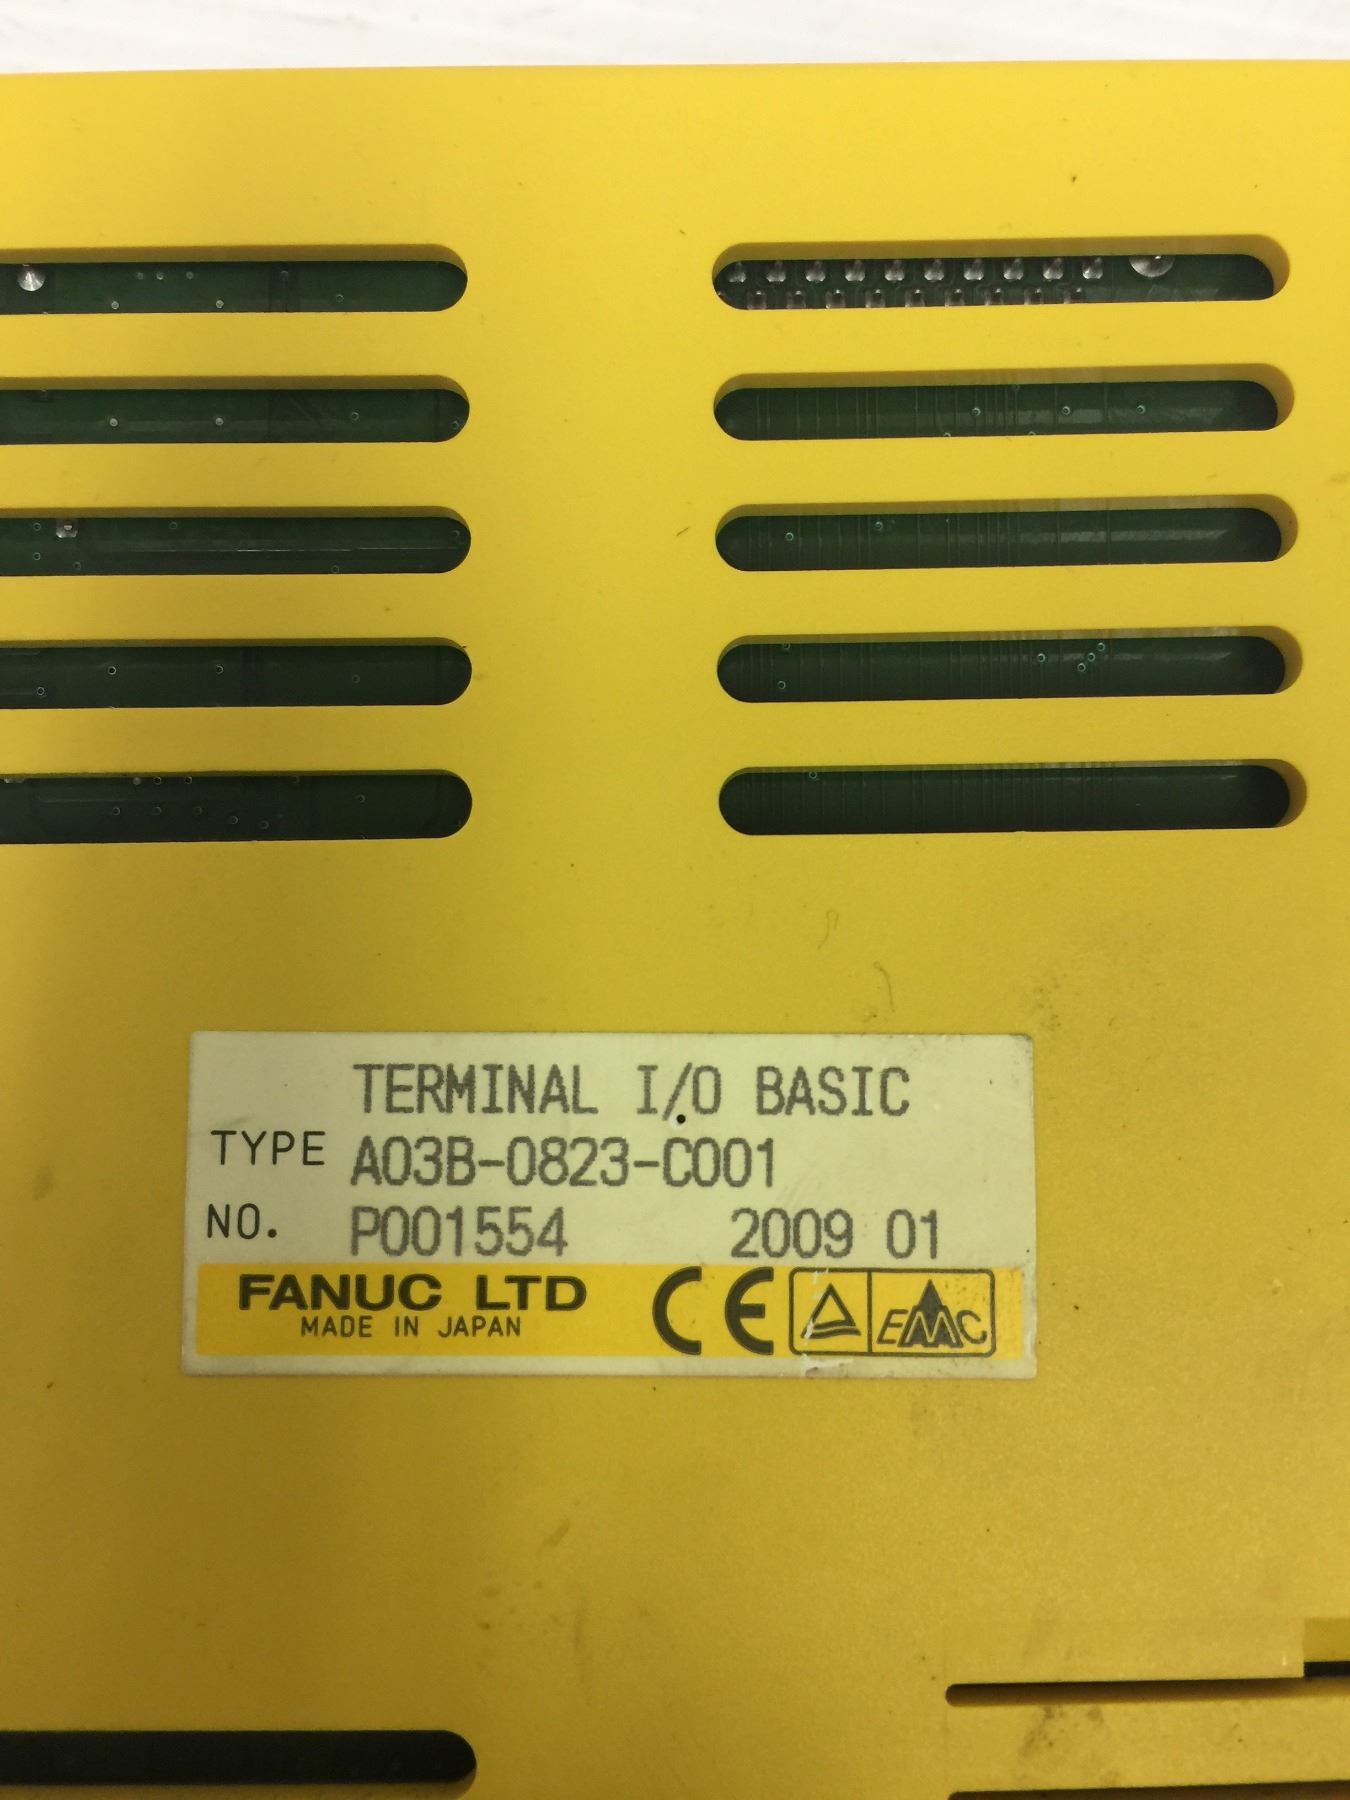 TERMINAL I/O BASIC
TYPE A03B-0823-C001
NO. P001554 2009 01
FANUC LTD CE EMC
MADE IN JAPAN